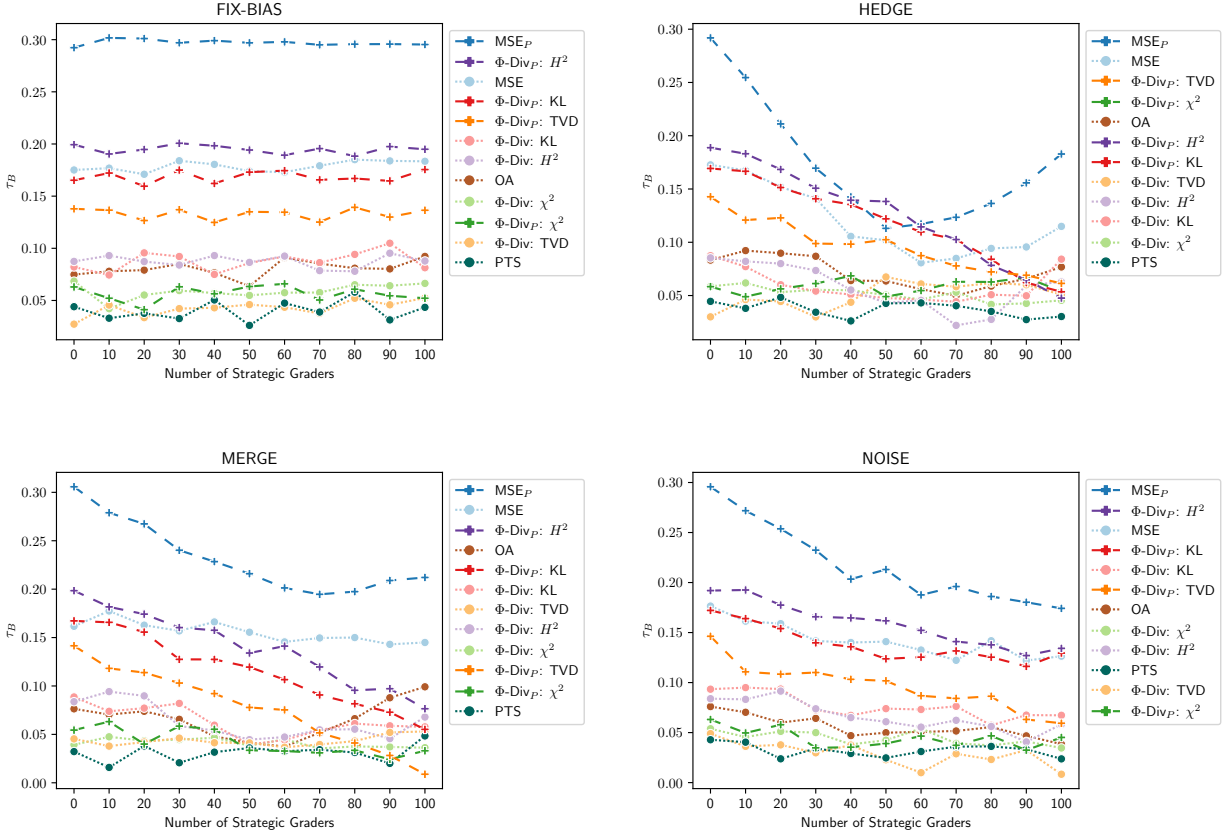 FIX-BIAS
τB
0.30
0.25
0.20
0.15
0.10
0.05
0 10 20 30 40 50 60 70 80 90 100
Number of Strategic Graders
MSEP
Φ-DivP: H²
MSE
Φ-DivP: KL
Φ-DivP: TVD
Φ-Div: KL
Φ-Div: H²
OA
Φ-Div: χ²
Φ-DivP: χ²
Φ-Div: TVD
PTS
HEDGE
τB
0.30
0.25
0.20
0.15
0.10
0.05
0 10 20 30 40 50 60 70 80 90 100
Number of Strategic Graders
MSEP
MSE
Φ-DivP: TVD
Φ-DivP: χ²
OA
Φ-DivP: H²
Φ-DivP: KL
Φ-Div: TVD
Φ-Div: H²
Φ-Div: KL
Φ-Div: χ²
PTS
MERGE
τB
0.30
0.25
0.20
0.15
0.10
0.05
0.00
0 10 20 30 40 50 60 70 80 90 100
Number of Strategic Graders
MSEP
MSE
Φ-DivP: H²
OA
Φ-DivP: KL
Φ-Div: KL
Φ-Div: TVD
Φ-Div: H²
Φ-Div: χ²
Φ-DivP: TVD
Φ-DivP: χ²
PTS
NOISE
τB
0.30
0.25
0.20
0.15
0.10
0.05
0.00
0 10 20 30 40 50 60 70 80 90 100
Number of Strategic Graders
MSEP
Φ-DivP: H²
MSE
Φ-DivP: KL
Φ-Div: KL
Φ-DivP: TVD
OA
Φ-Div: χ²
Φ-Div: H²
PTS
Φ-Div: TVD
Φ-DivP: χ²